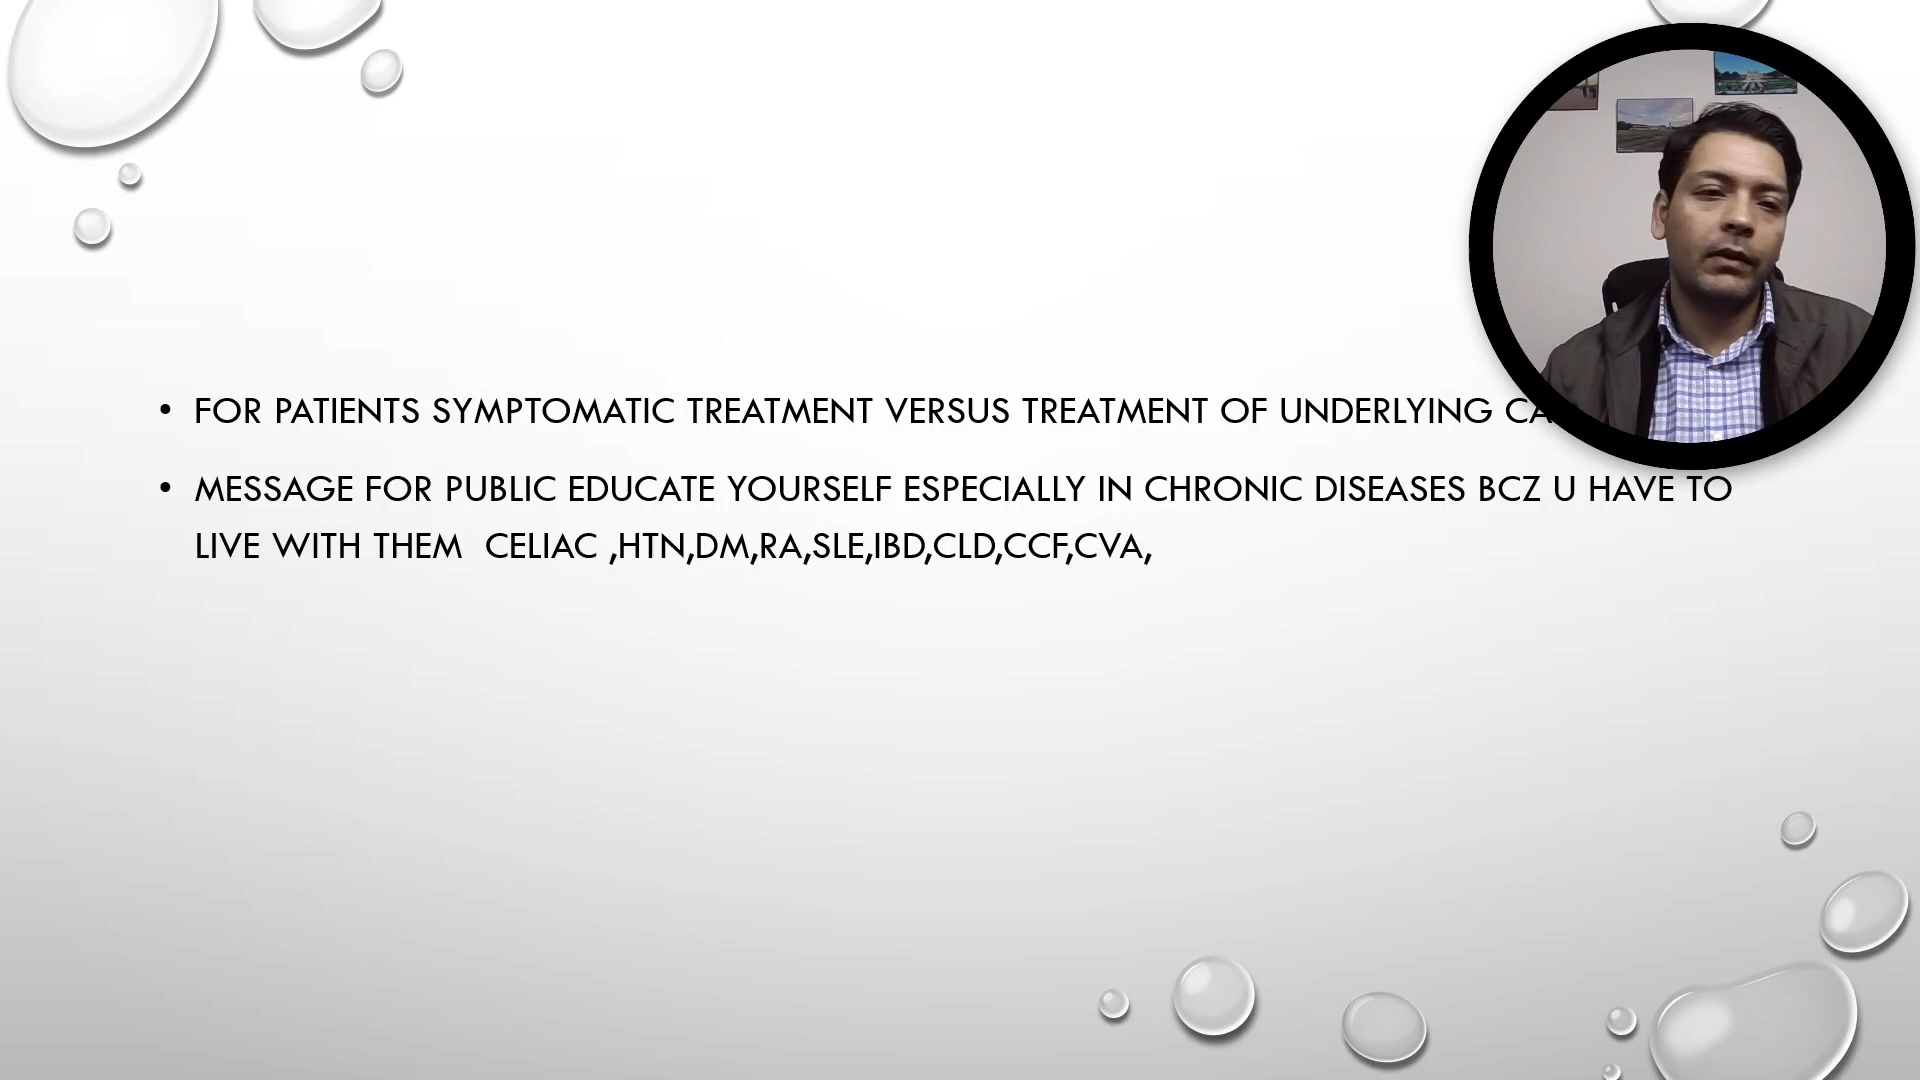 • FOR PATIENTS SYMPTOMATIC TREATMENT VERSUS TREATMENT OF UNDERLYING
• MESSAGE FOR PUBLIC EDUCATE YOURSELF ESPECIALLY IN CHRONIC DISEASES BCZ U HAVE TO
LIVE WITH THEM  CELIAC ,HTN,DM,RA,SLE,IBD,CLD,CCF,CVA,